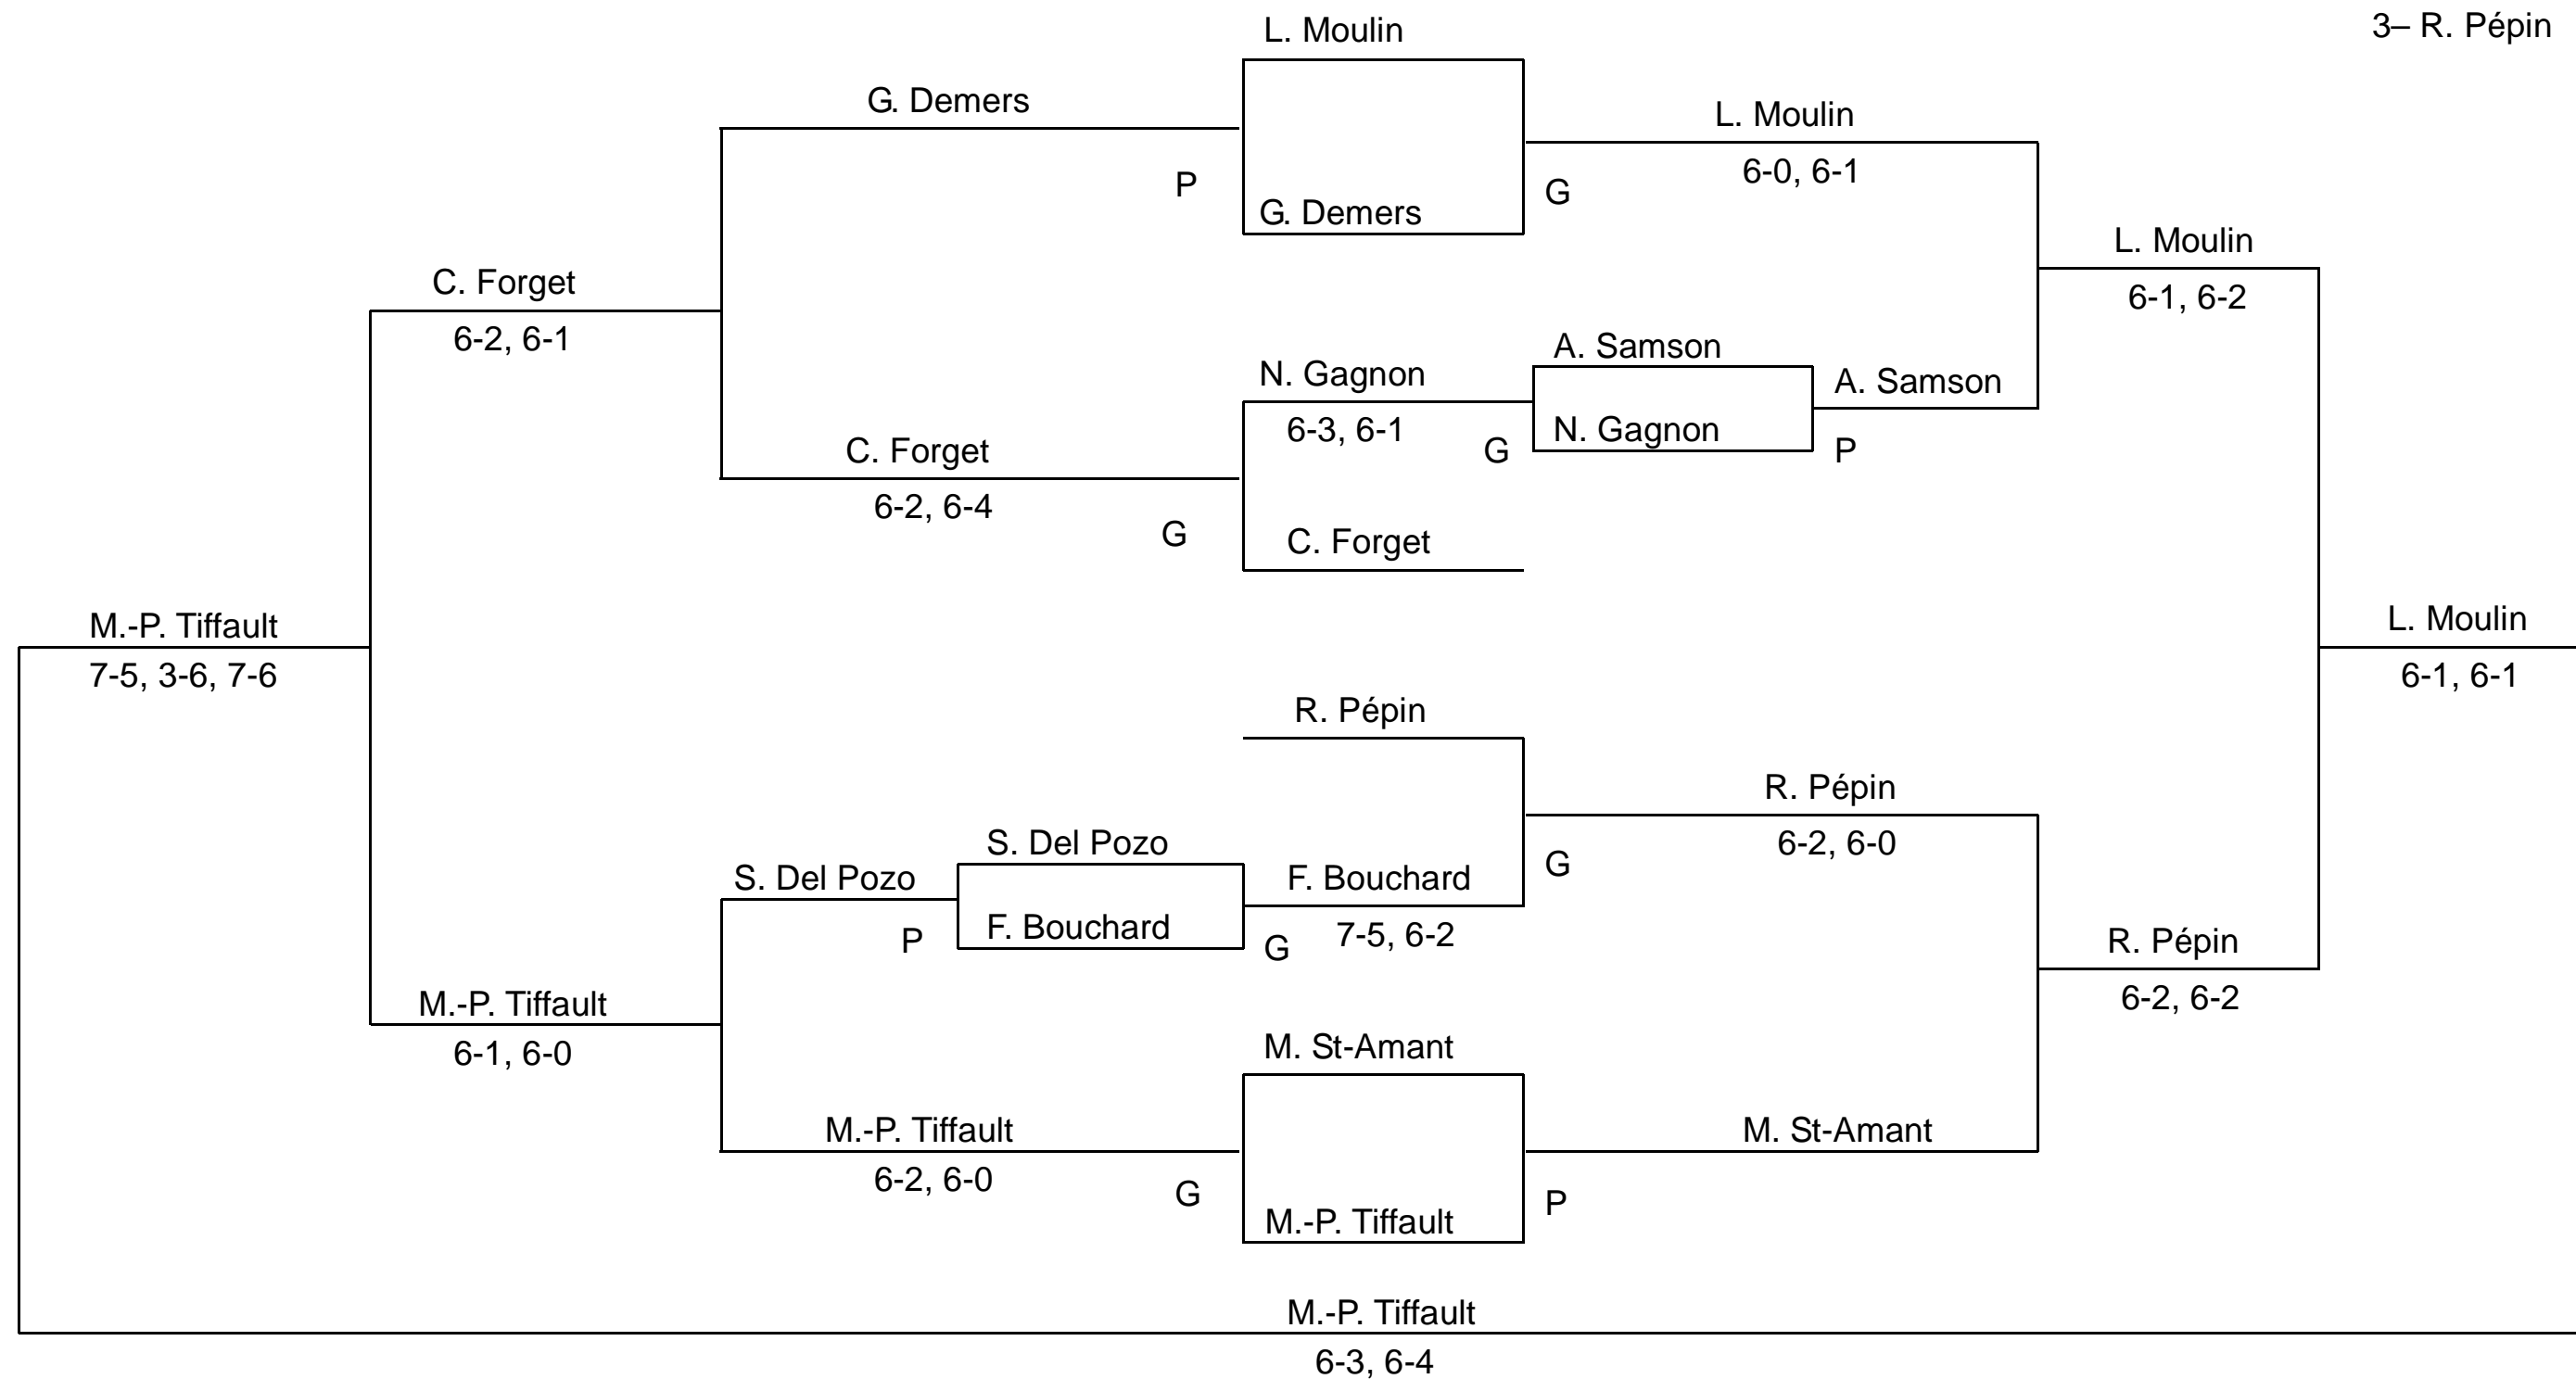 L. Moulin
3– R. Pépin
G. Demers
L. Moulin
6-0, 6-1
P
G
G. Demers
L. Moulin
6-1, 6-2
C. Forget
6-2, 6-1
A. Samson
N. Gagnon
A. Samson
6-3, 6-1
N. Gagnon
G
P
C. Forget
6-2, 6-4
G
C. Forget
M.-P. Tiffault
7-5, 3-6, 7-6
L. Moulin
6-1, 6-1
R. Pépin
R. Pépin
6-2, 6-0
S. Del Pozo
S. Del Pozo
F. Bouchard
G
F. Bouchard
7-5, 6-2
P
G
R. Pépin
6-2, 6-2
M.-P. Tiffault
6-1, 6-0
M. St-Amant
M.-P. Tiffault
6-2, 6-0
M. St-Amant
G
P
M.-P. Tiffault
M.-P. Tiffault
6-3, 6-4